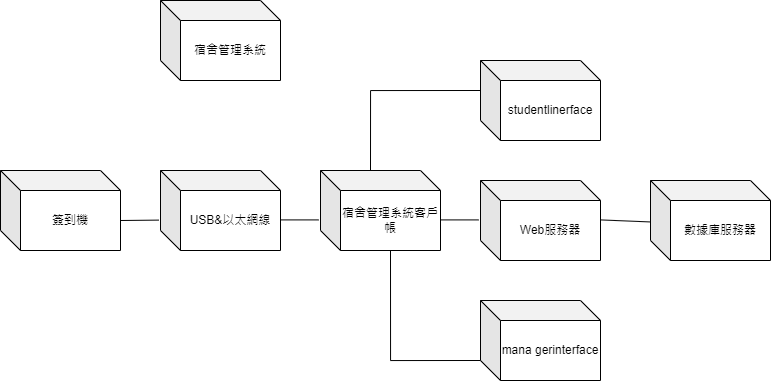 宿舍管理系統
studentlinerface
簽到機
USB&以太網線
宿舍管理系統客戶
帳
Web服務器
數據庫服務器
mana gerinterface